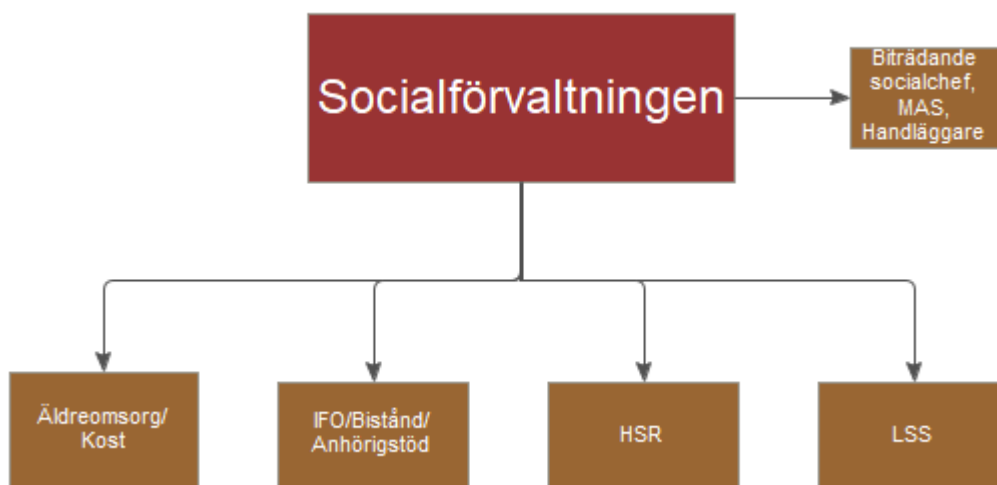 Socialförvaltningen
Biträdande
socialchef,
MAS,
Handläggare
Äldreomsorg/
Kost
IFO/Bistånd/
Anhörigstöd
HSR
LSS